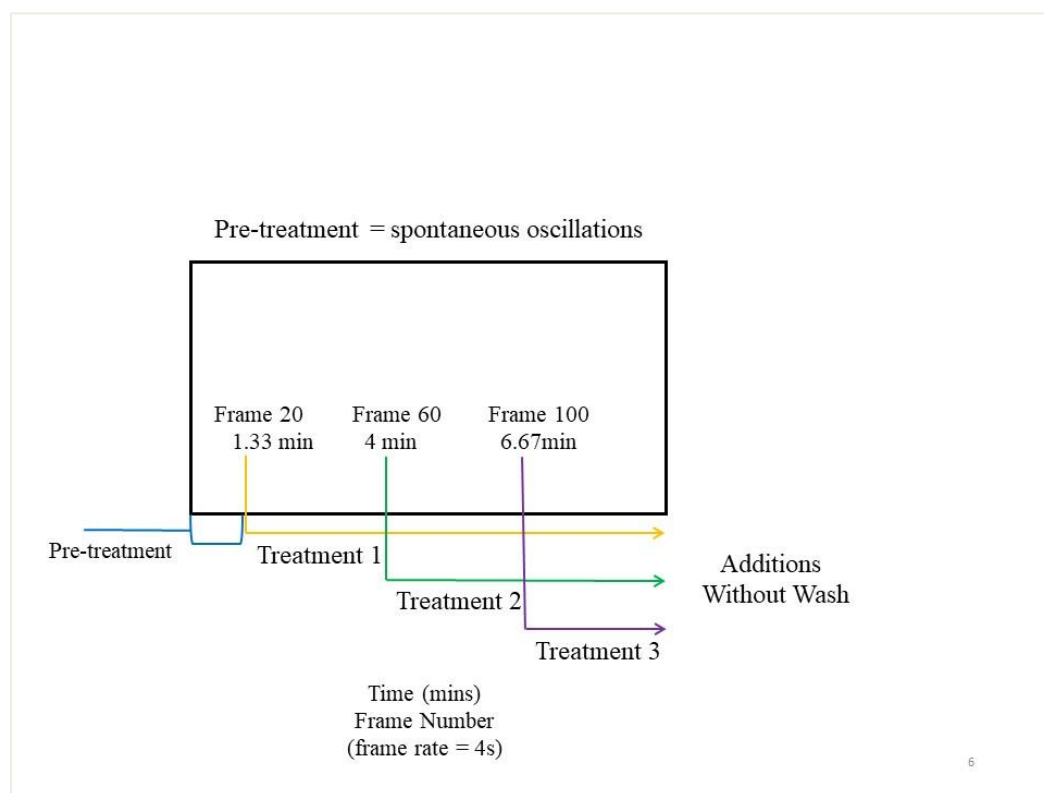 Pre-treatment = spontaneous oscillations
Frame 20
1.33 min
Frame 60
4 min
Frame 100
6.67min
Pre-treatment
Treatment 1
Treatment 2
Treatment 3
Additions
Without Wash
Time (mins)
Frame Number
(frame rate = 4s)
6